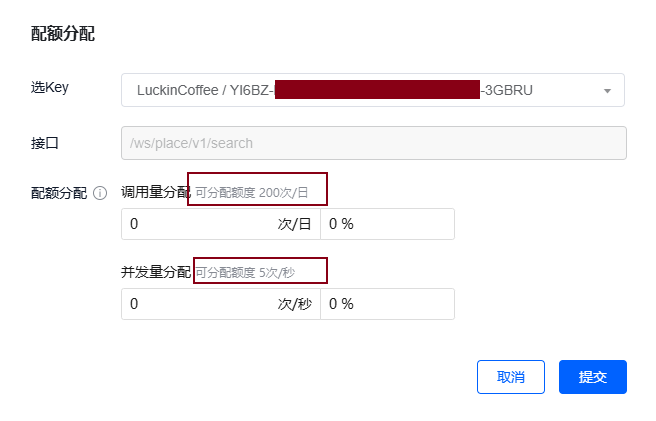 配额分配
选Key LuckinCoffee / YI6BZ- -3GBRU
接口 /ws/place/v1/search
配额分配 调用量分配 可分配额度 200次/日
0 次/日 0 %
并发量分配 可分配额度 5次/秒
0 次/秒 0 %
取消 提交